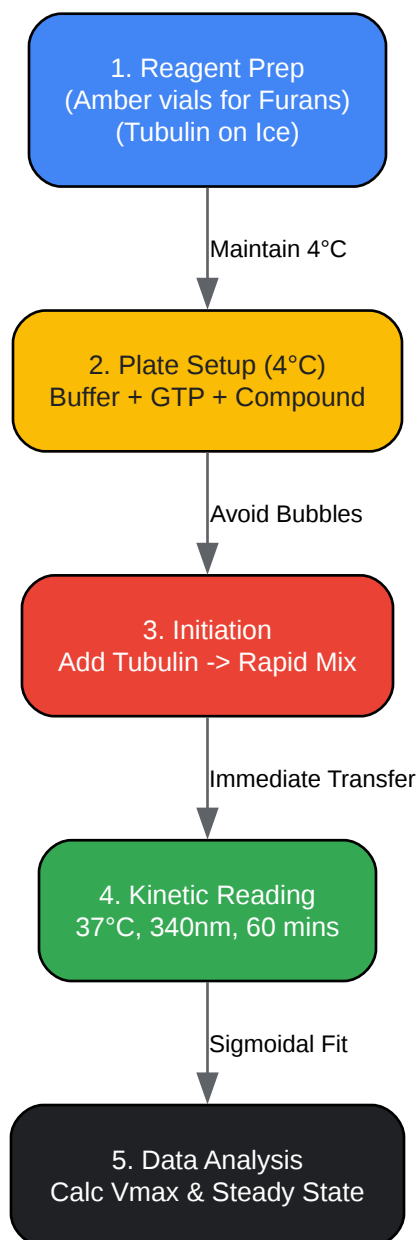 1. Reagent Prep
(Amber vials for Furans)
(Tubulin on Ice)
Maintain 4°C
2. Plate Setup (4°C)
Buffer + GTP + Compound
Avoid Bubbles
3. Initiation
Add Tubulin -> Rapid Mix
Immediate Transfer
4. Kinetic Reading
37°C, 340nm, 60 mins
Sigmoidal Fit
5. Data Analysis
Calc Vmax & Steady State